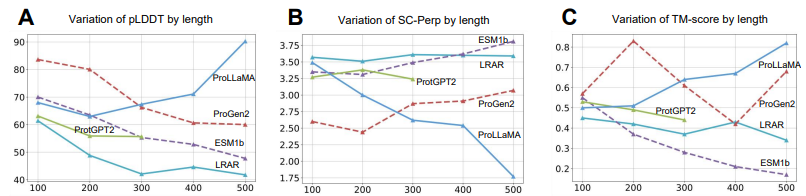 A
Variation of pLDDT by length
90
80
70
60
50
40
100
200
300
400
500
ProLLaMA
ProGen2
ProtGPT2
ESM1b
LRAR
B
Variation of SC-Perp by length
3.75
3.50
3.25
3.00
2.75
2.50
2.25
2.00
1.75
100
200
300
400
500
ESM1b
LRAR
ProtGPT2
ProGen2
ProLLaMA
C
Variation of TM-score by length
0.8
0.7
0.6
0.5
0.4
0.3
0.2
100
200
300
400
500
ProLLaMA
ProGen2
ProtGPT2
LRAR
ESM1b